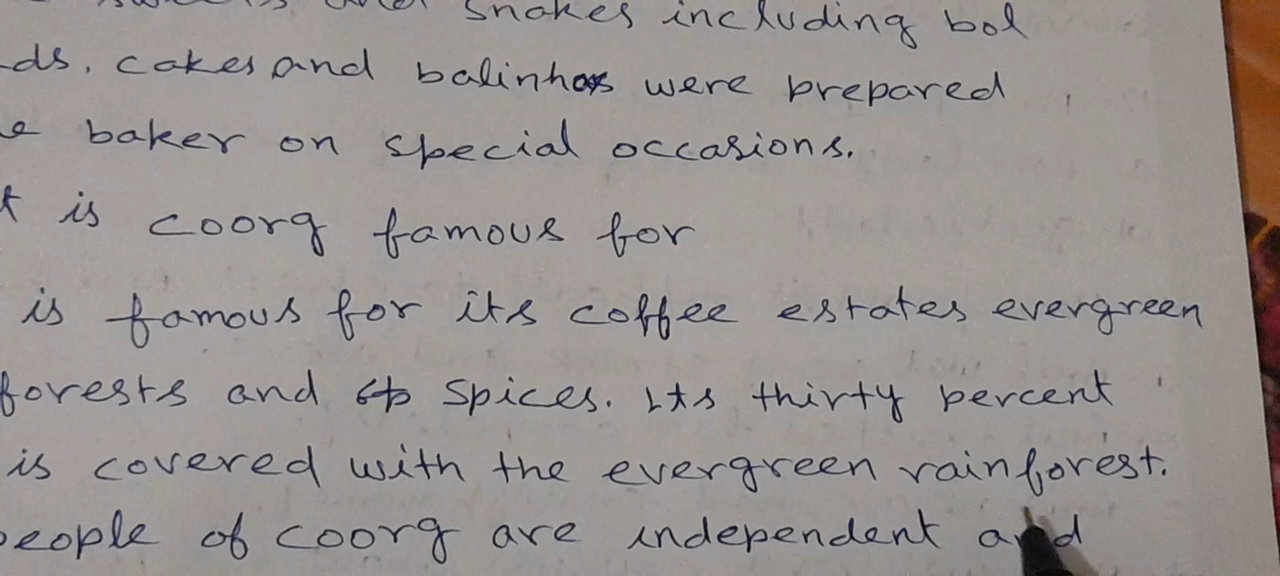 snakes including bol
ds. cakes and balinhas were prepared
e baker on special occasions.
t is coorg famous for
is famous for its coffee estates evergreen
forests and spices. Its thirty percent
is covered with the evergreen rainforest.
people of coorg are independent and